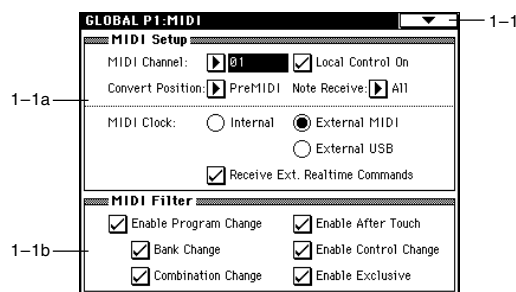 GLOBAL P1:MIDI
1–1
MIDI Setup
MIDI Channel: 01 Local Control On
Convert Position: PreMIDI Note Receive: All
1–1a
MIDI Clock: Internal External MIDI
External USB
Receive Ext. Realtime Commands
MIDI Filter
Enable Program Change Enable After Touch
1–1b
Bank Change Enable Control Change
Combination Change Enable Exclusive